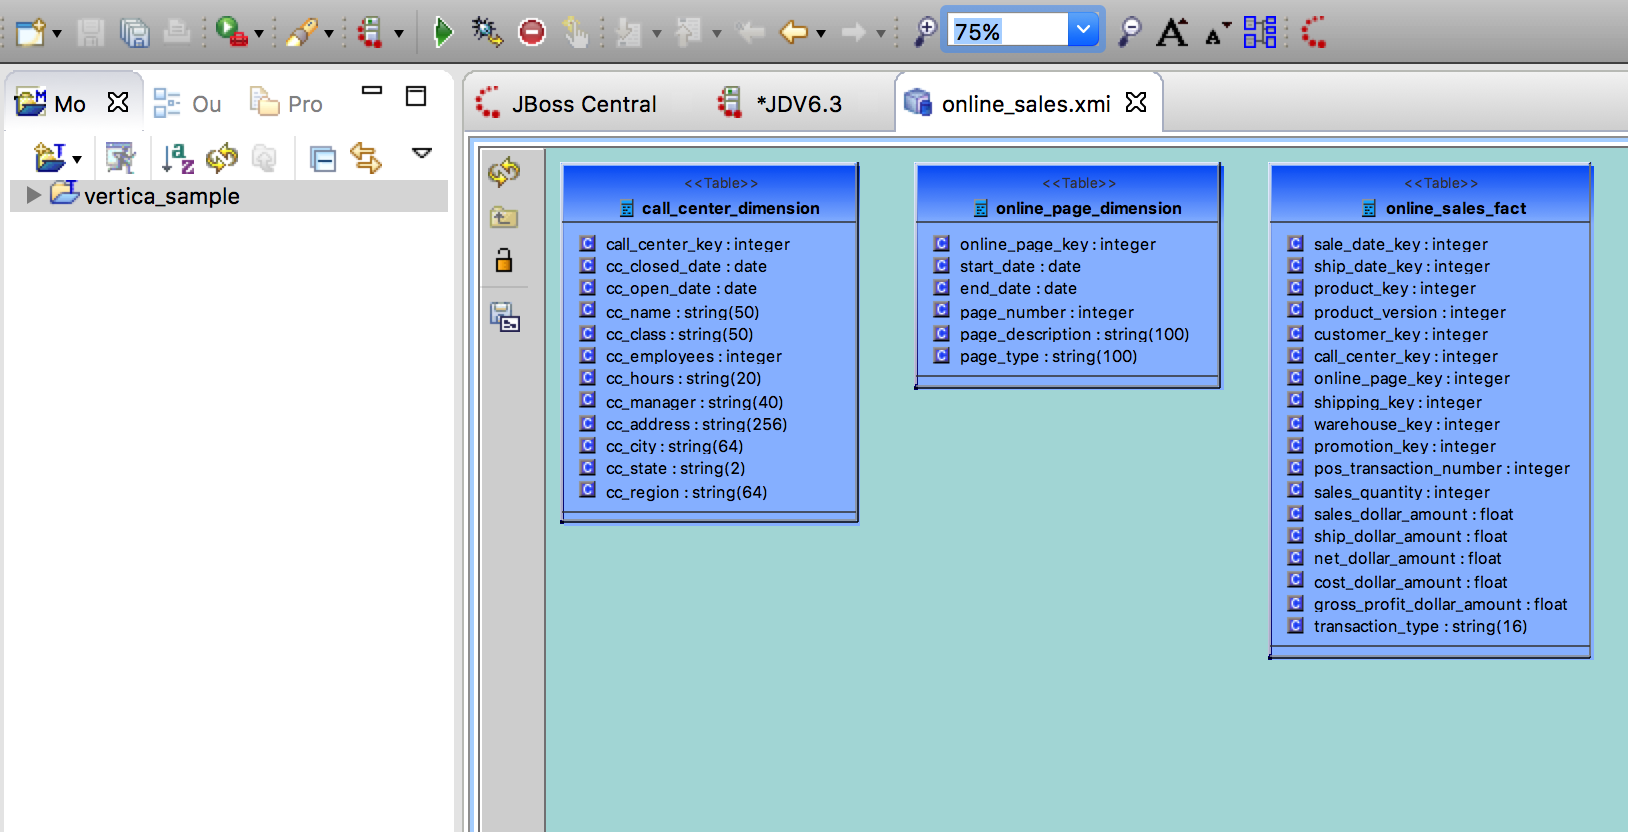 75%
Mo
Ou
Pro
JBoss Central
*JDV6.3
online_sales.xmi
vertica_sample
<<Table>>
call_center_dimension
call_center_key : integer
cc_closed_date : date
cc_open_date : date
cc_name : string(50)
cc_class : string(50)
cc_employees : integer
cc_hours : string(20)
cc_manager : string(40)
cc_address : string(256)
cc_city : string(64)
cc_state : string(2)
cc_region : string(64)
<<Table>>
online_page_dimension
online_page_key : integer
start_date : date
end_date : date
page_number : integer
page_description : string(100)
page_type : string(100)
<<Table>>
online_sales_fact
sale_date_key : integer
ship_date_key : integer
product_key : integer
product_version : integer
customer_key : integer
call_center_key : integer
online_page_key : integer
shipping_key : integer
warehouse_key : integer
promotion_key : integer
pos_transaction_number : integer
sales_quantity : integer
sales_dollar_amount : float
ship_dollar_amount : float
net_dollar_amount : float
cost_dollar_amount : float
gross_profit_dollar_amount : float
transaction_type : string(16)